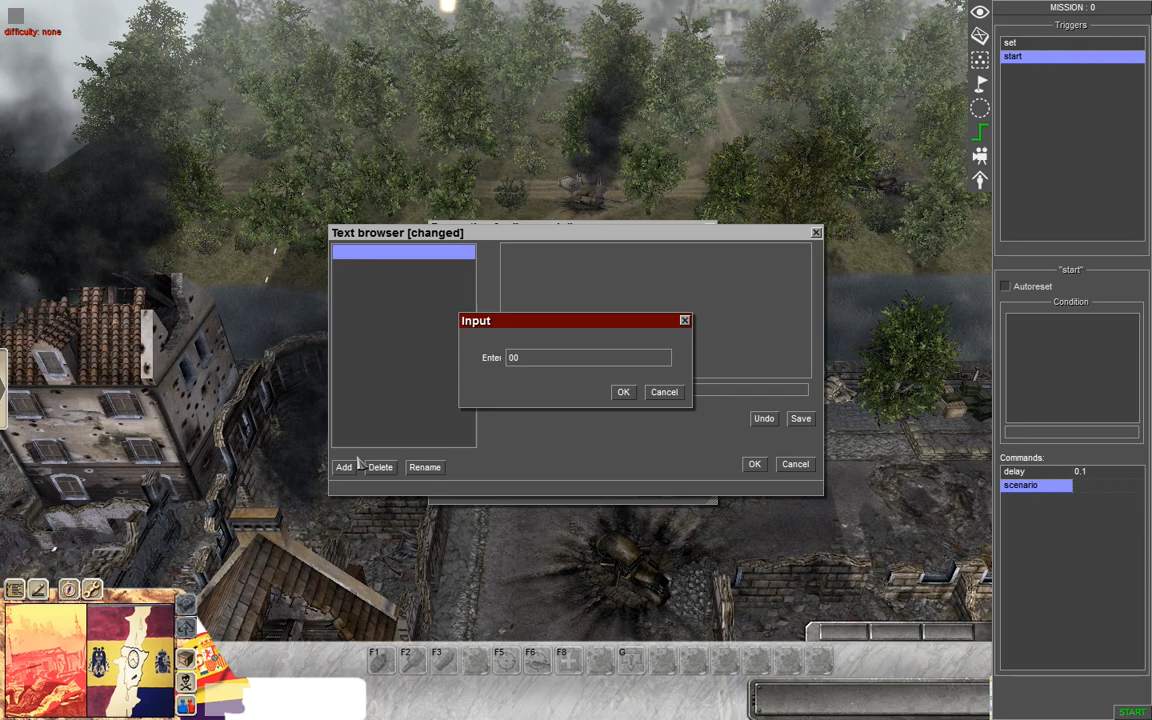 difficulty: none
MISSION : 0
Triggers
set
start
"start"
Autoreset
Condition
Commands:
delay 0.1
scenario
START
Text browser [changed]
Input
Enter 00
OK Cancel
Undo Save
OK Cancel
Add Delete Rename
F1 F2 F3 F5 F6 F8 G